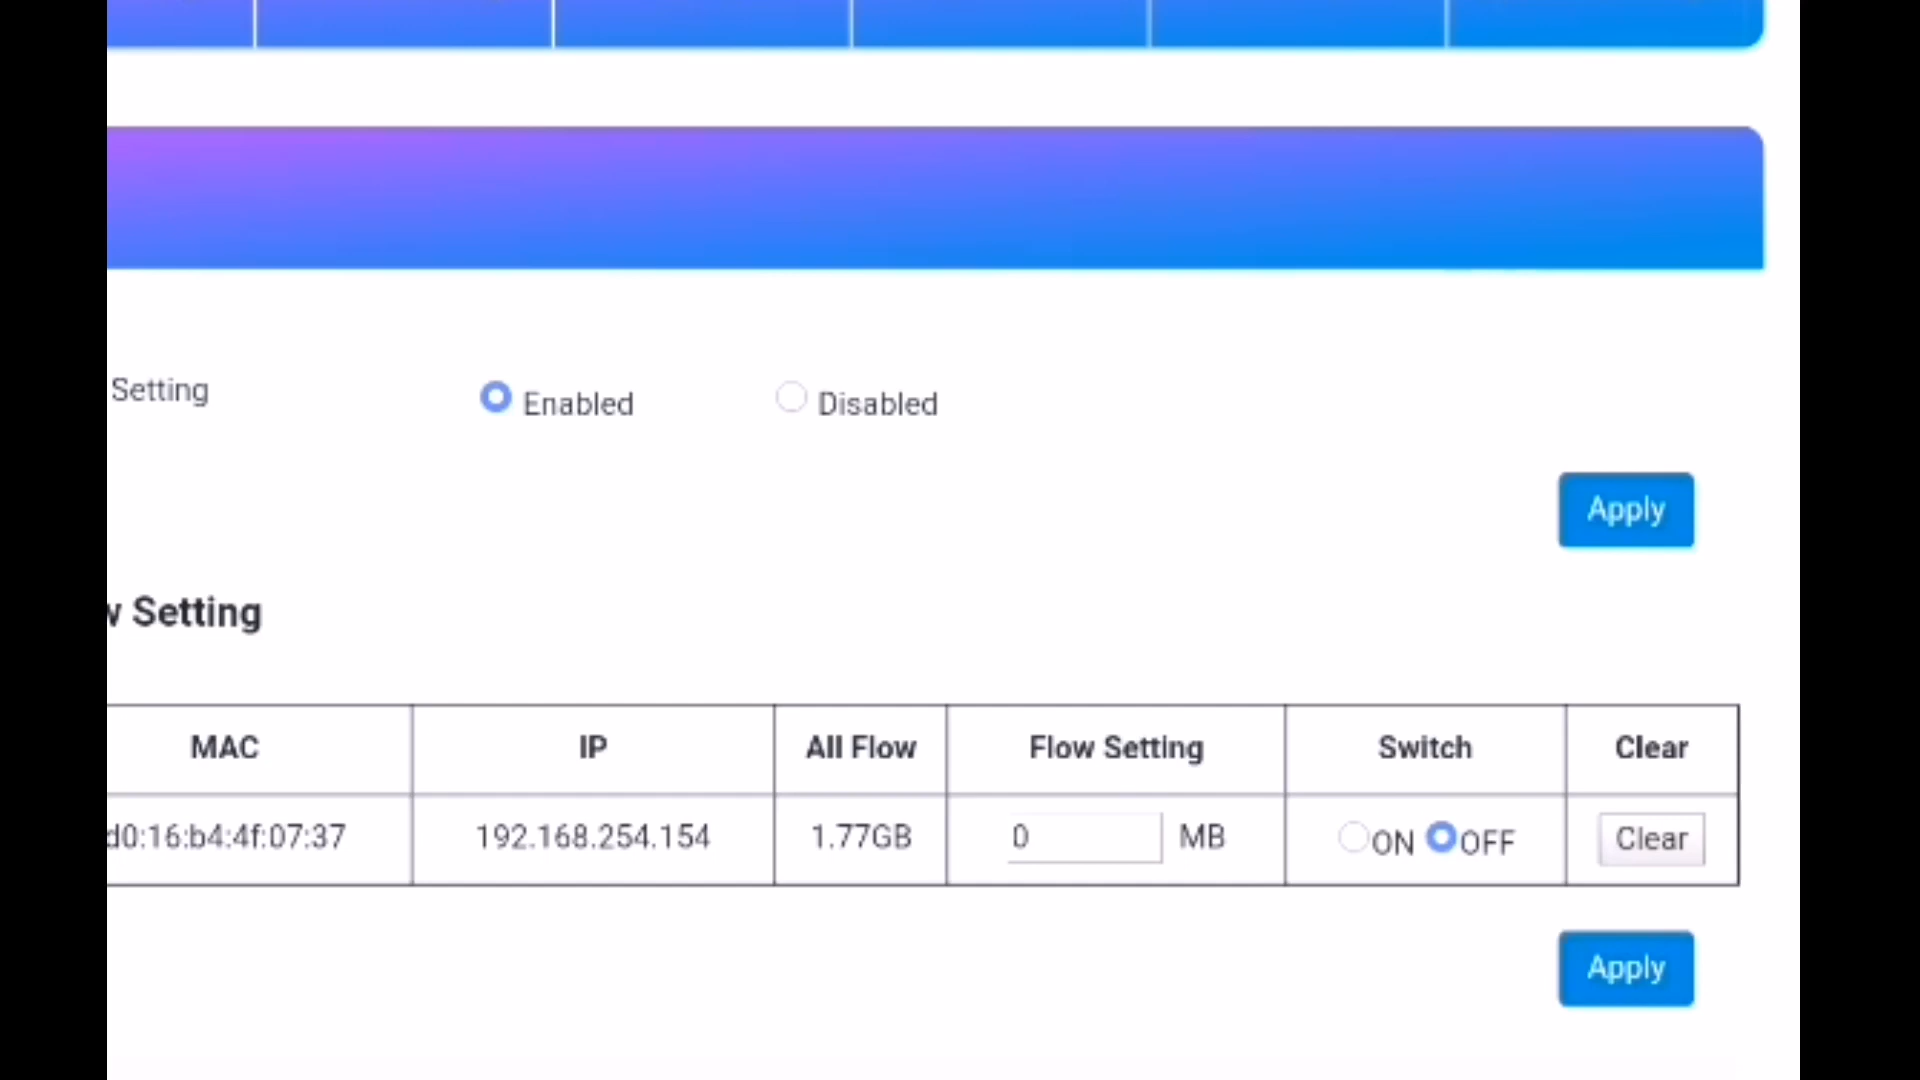 Setting
Enabled
Disabled
Apply
Setting
MAC
IP
All Flow
Flow Setting
Switch
Clear
d0:16:b4:4f:07:37
192.168.254.154
1.77GB
0
MB
ON
OFF
Clear
Apply